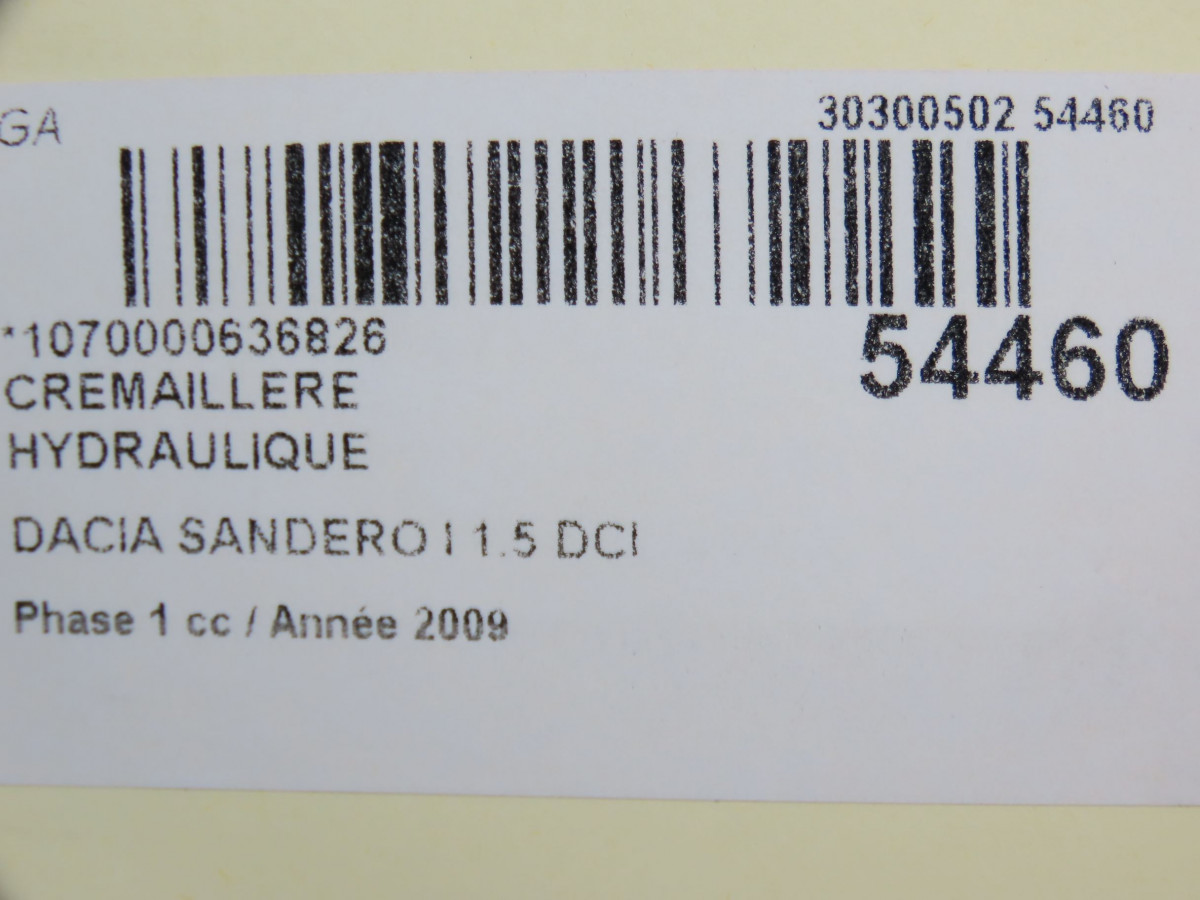 GA
30300502 54460
*1070000636826
54460
CREMAILLERE
HYDRAULIQUE
DACIA SANDERO I 1.5 DCI
Phase 1 cc / Année 2009